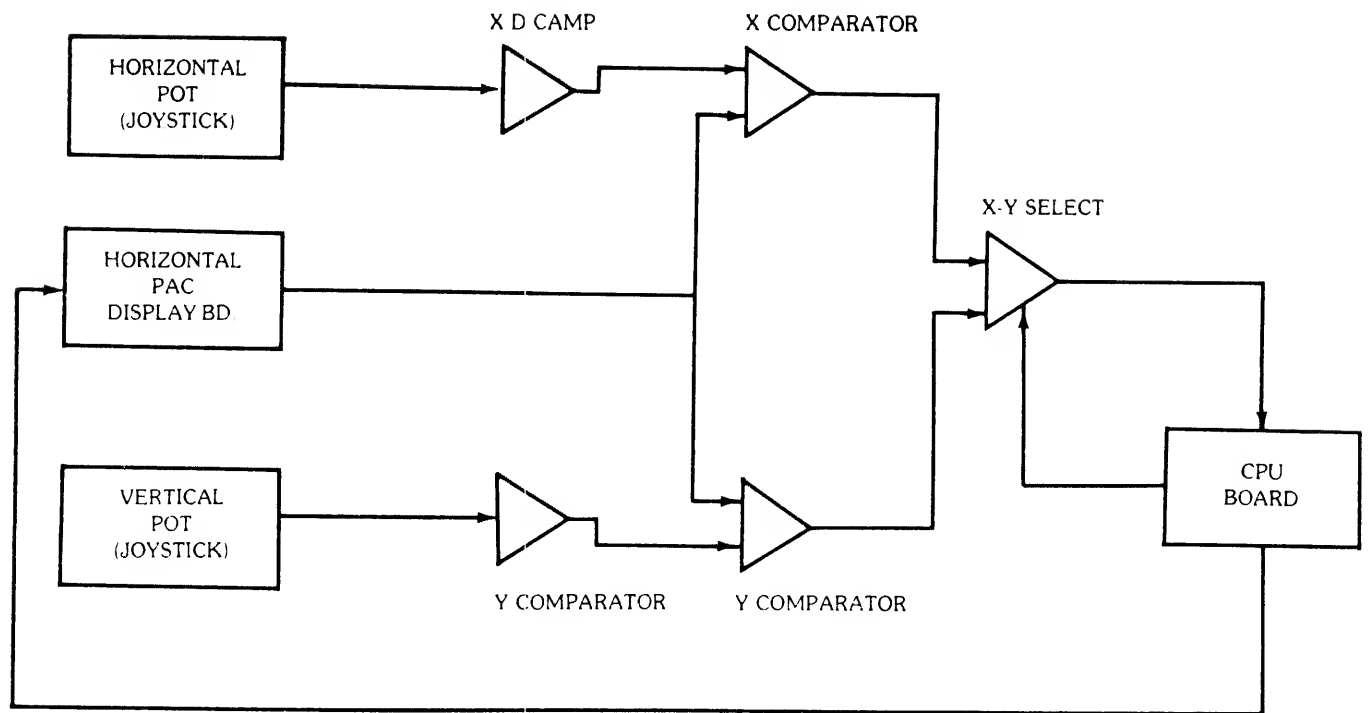 X D CAMP
X COMPARATOR
HORIZONTAL
POT
(JOYSTICK)
X-Y SELECT
HORIZONTAL
PAC
DISPLAY BD.
CPU
BOARD
VERTICAL
POT
(JOYSTICK)
Y COMPARATOR
Y COMPARATOR